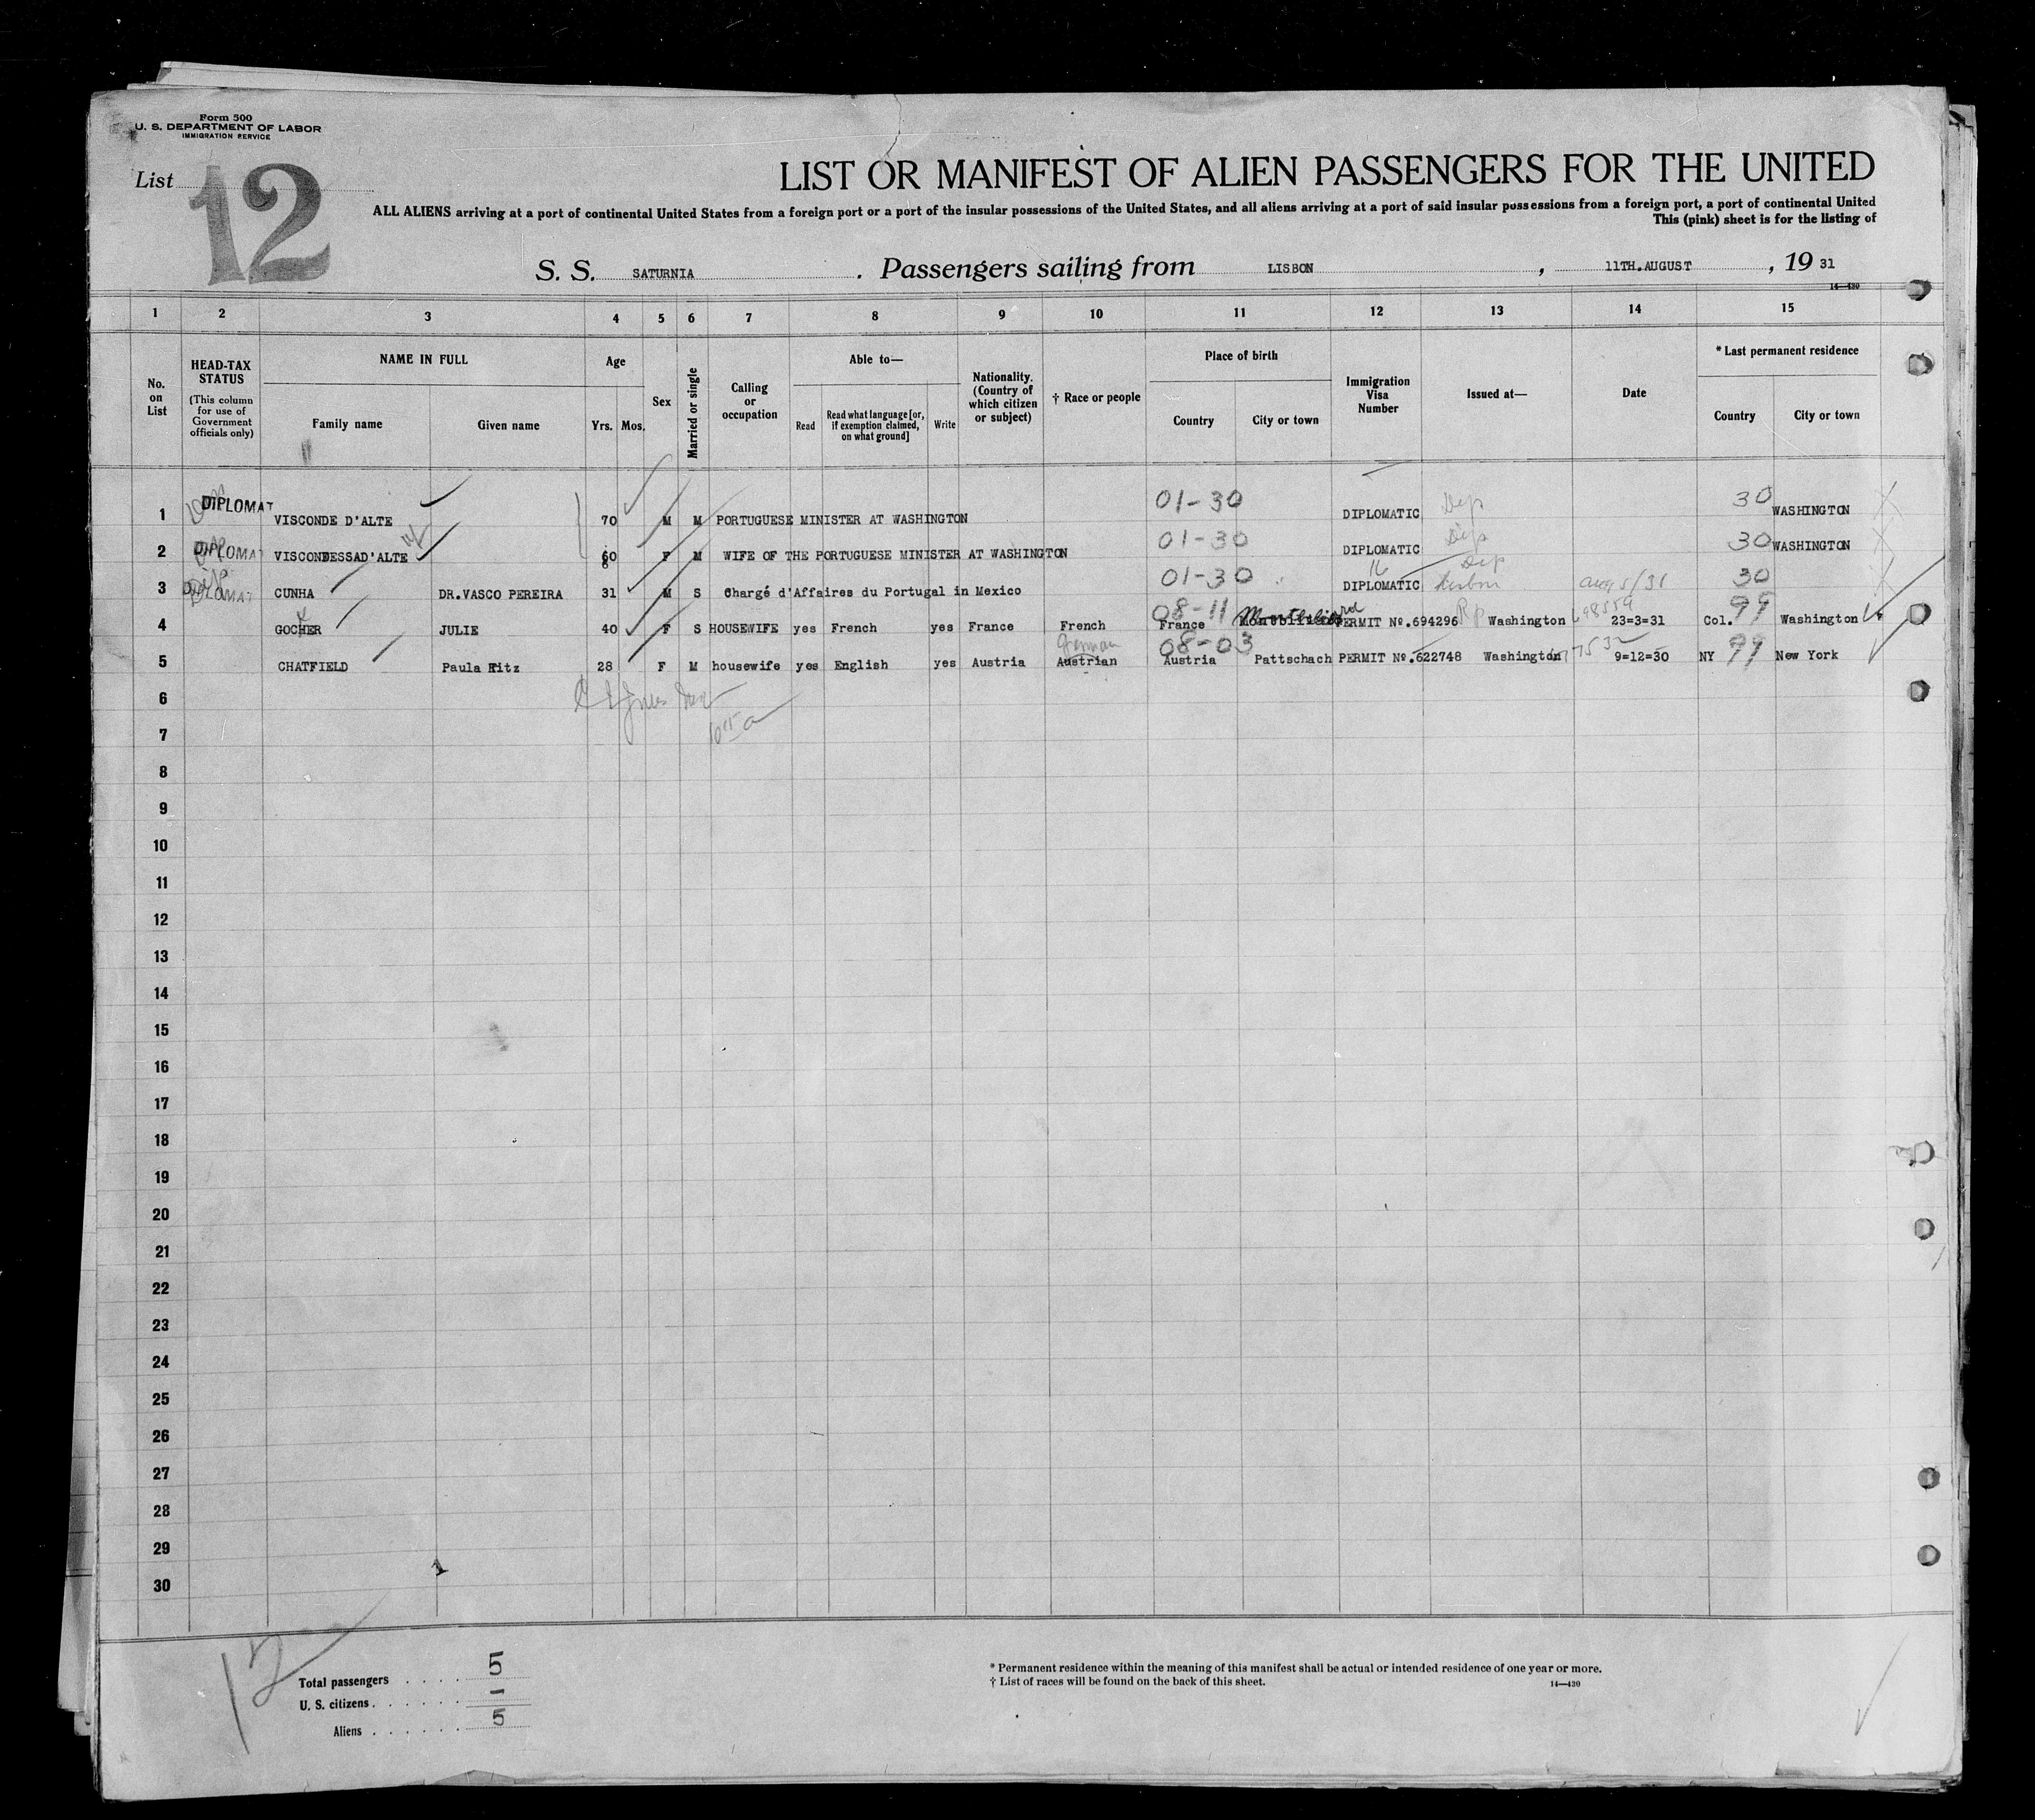 Form 500
U. S. DEPARTMENT OF LABOR
IMMIGRATION SERVICE
List 12
LIST OR MANIFEST OF ALIEN PASSENGERS FOR THE UNITED
ALL ALIENS arriving at a port of continental United States from a foreign port or a port of the insular possessions of the United States, and all aliens arriving at a port of said insular possessions from a foreign port, a port of continental United
This (pink) sheet is for the listing of
S. S. SATURNIA . Passengers sailing from LISBON , 11TH.AUGUST , 19 31
14—430
1 2 3 4 5 6 7 8 9 10 11 12 13 14 15
No. on List
HEAD-TAX STATUS
(This column for use of Government officials only)
NAME IN FULL
Family name
Given name
Age
Yrs. Mos.
Sex
Married or single
Calling or occupation
Able to—
Read
Read what language [or, if exemption claimed, on what ground]
Write
Nationality. (Country of which citizen or subject)
† Race or people
Place of birth
Country
City or town
Immigration Visa Number
Issued at—
Date
* Last permanent residence
Country
City or town
1 DIPLOMAT VISCONDE D'ALTE 70 M M PORTUGUESE MINISTER AT WASHINGTON 01-30 DIPLOMATIC Dip 30 WASHINGTON
2 DIPLOMAT VISCONDESSAD'ALTE 60 F M WIFE OF THE PORTUGUESE MINISTER AT WASHINGTON 01-30 DIPLOMATIC Dip 30 WASHINGTON
3 DIPLOMAT Dip. CUNHA DR.VASCO PEREIRA 31 M S Chargé d'Affaires du Portugal in Mexico 01-30 16 DIPLOMATIC Dip Lisbon aug 5/31 30
4 GOCHER JULIE 40 F S HOUSEWIFE yes French yes France French 08-11 France PERMIT Nº.694296 Rp Washington 698559 23=3=31 Col. 99 Washington
5 CHATFIELD Paula Ritz 28 F M housewife yes English yes Austria German Austrian 08-03 Austria Pattschach PERMIT Nº.622748 Washington 9=12=30 NY 99 New York
6
7
8
9
10
11
12
13
14
15
16
17
18
19
20
21
22
23
24
25
26
27
28
29
30
12
Total passengers 5
U. S. citizens —
Aliens 5
* Permanent residence within the meaning of this manifest shall be actual or intended residence of one year or more.
† List of races will be found on the back of this sheet.
14—430